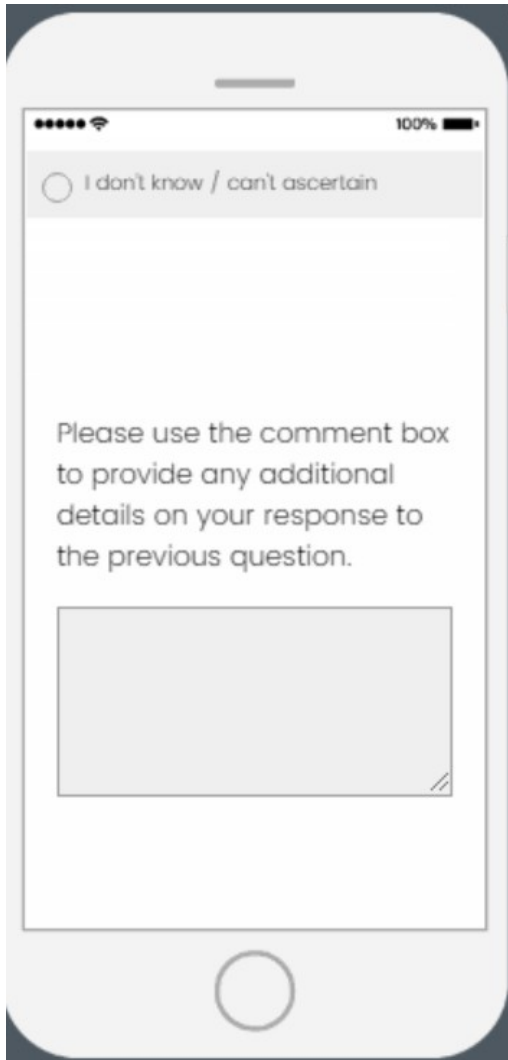 100%
I don't know / can't ascertain
Please use the comment box
to provide any additional
details on your response to
the previous question.